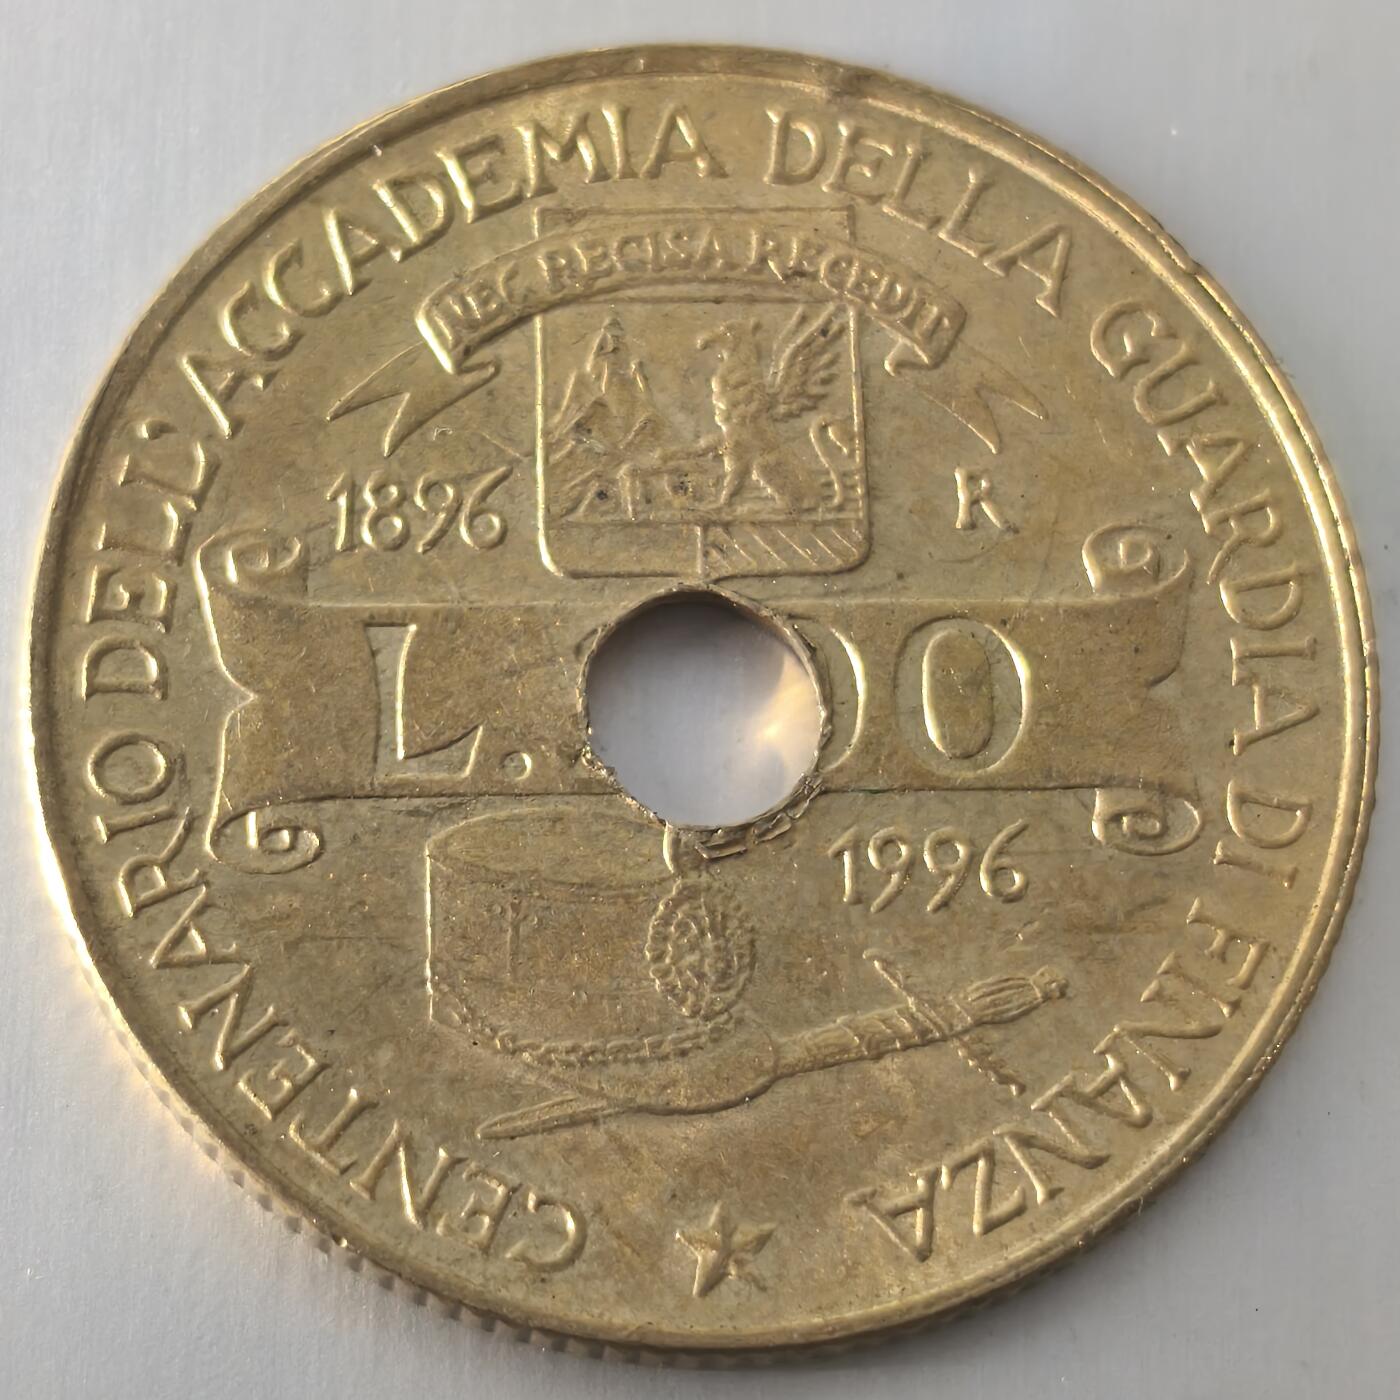 CENTENARIO DELL'ACCADEMIA DELLA GUARDIA DI FINANZA
NEC RECISA RECEDIT
1896
R
L. 00
1996